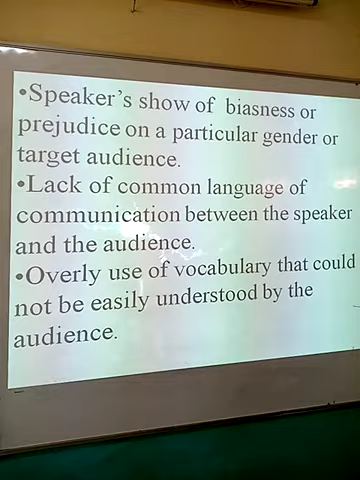 •Speaker's show of biasness or
prejudice on a particular gender or
target audience.
•Lack of common language of
communication between the speaker
and the audience.
•Overly use of vocabulary that could
not be easily understood by the
audience.